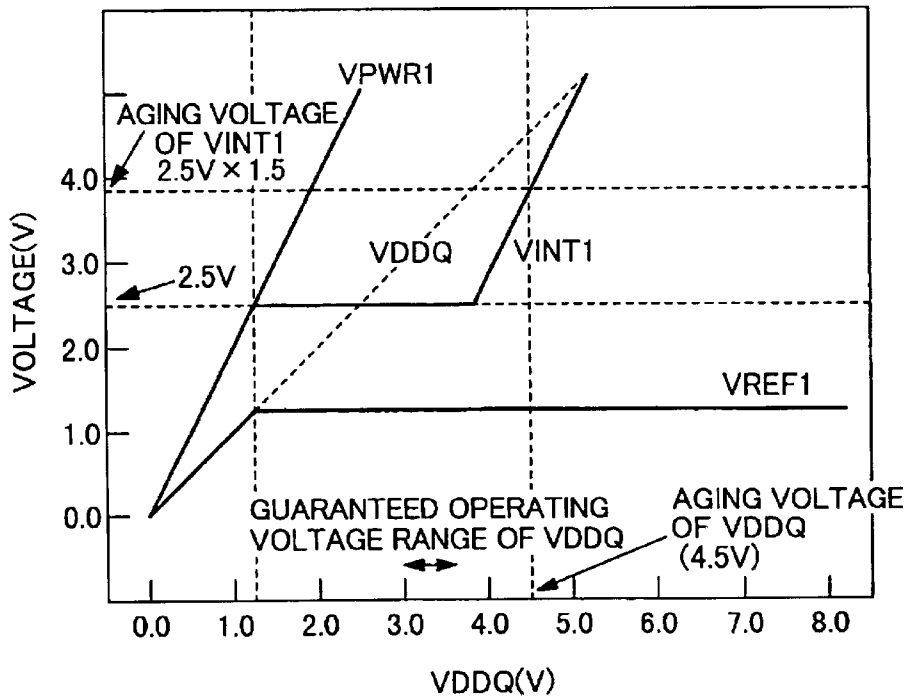 VPWR1
AGING VOLTAGE
OF VINT1
2.5V × 1.5
4.0
VDDQ
VINT1
3.0
2.5V
2.0
VREF1
1.0
0.0
GUARANTEED OPERATING
VOLTAGE RANGE OF VDDQ
AGING VOLTAGE
OF VDDQ
(4.5V)
VOLTAGE(V)
0.0 1.0 2.0 3.0 4.0 5.0 6.0 7.0 8.0
VDDQ(V)